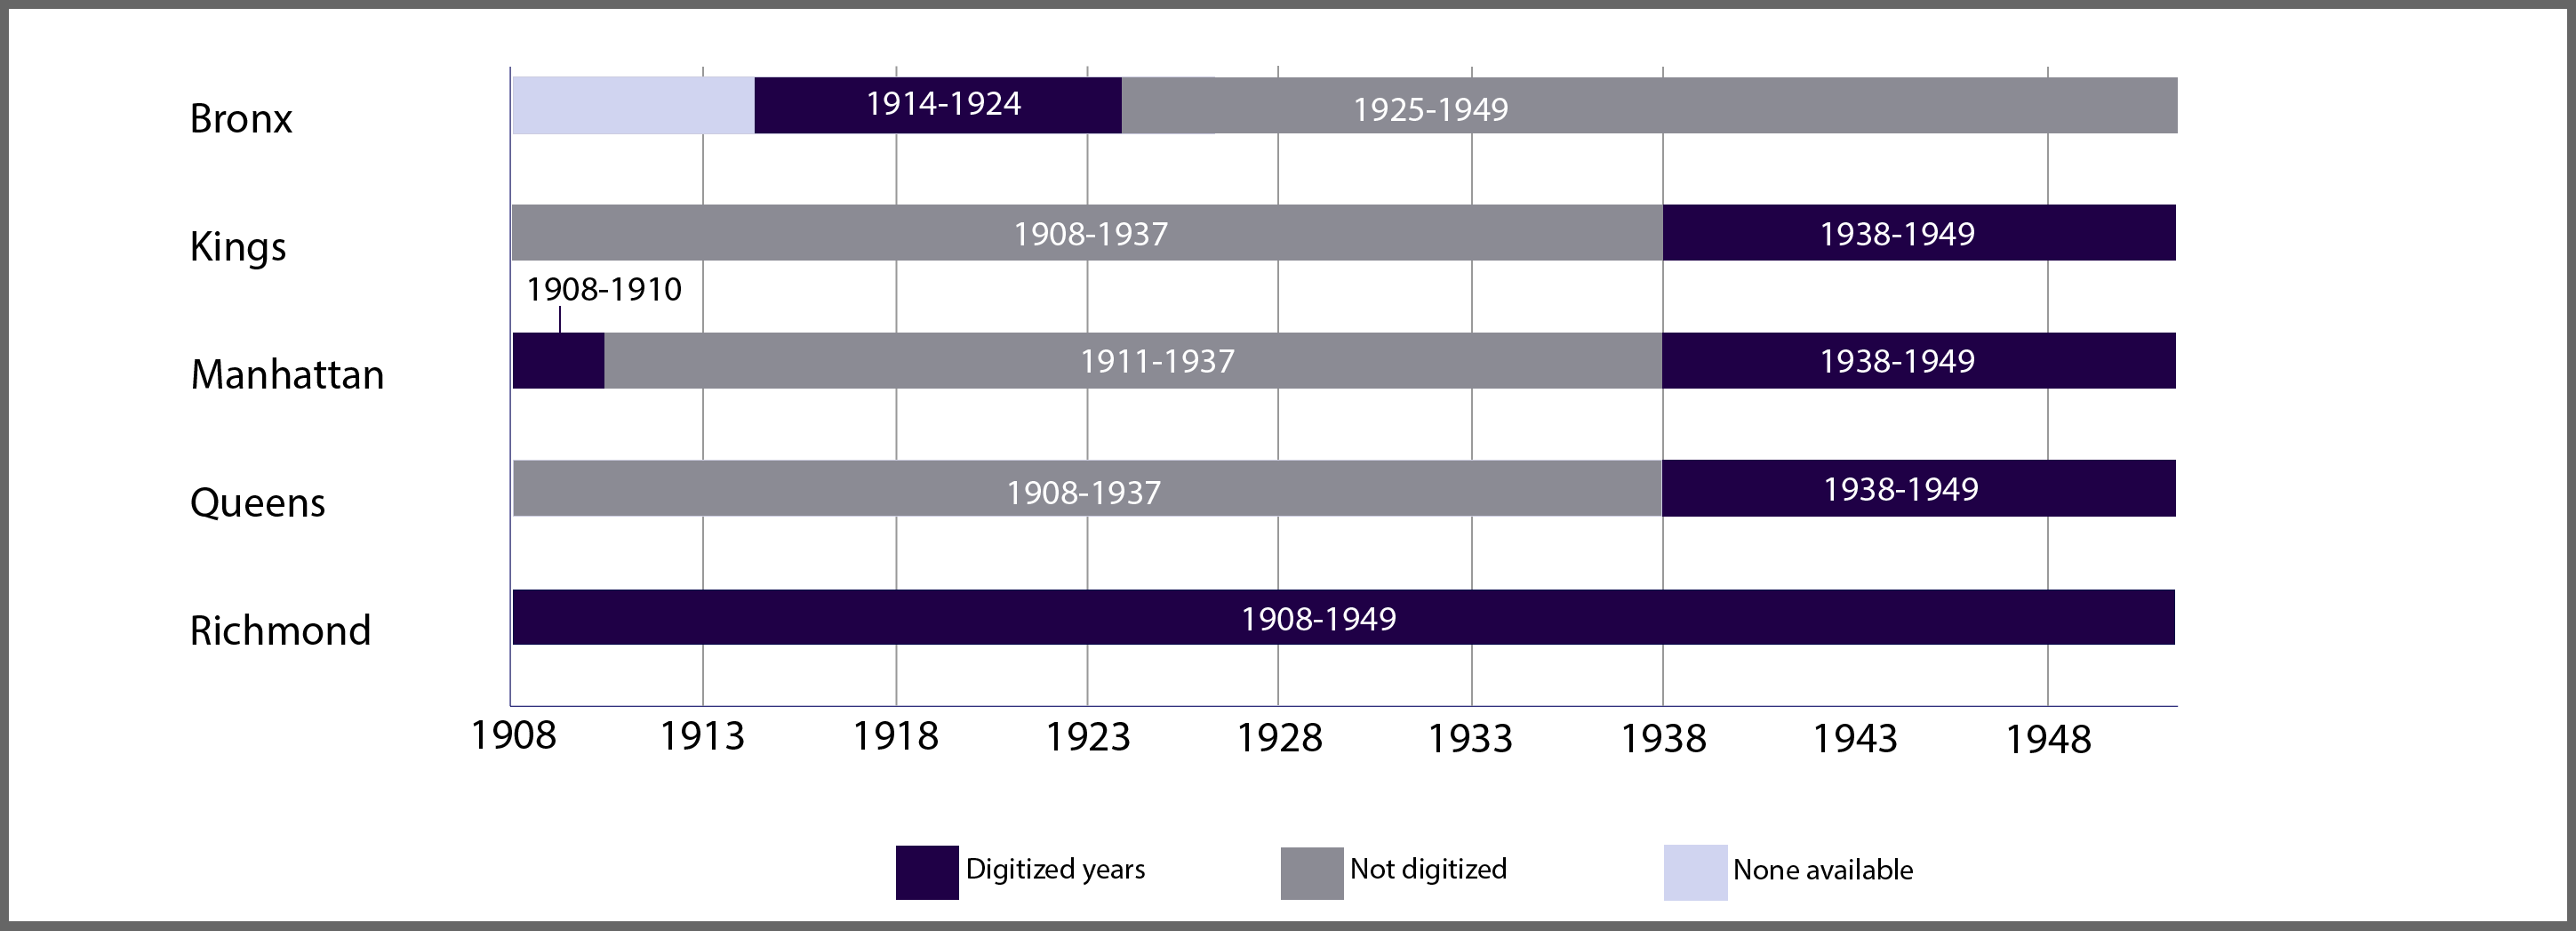 Bronx
1914-1924
1925-1949
Kings
1908-1937
1938-1949
1908-1910
Manhattan
1911-1937
1938-1949
Queens
1908-1937
1938-1949
Richmond
1908-1949
1908 1913 1918 1923 1928 1933 1938 1943 1948
Digitized years
Not digitized
None available